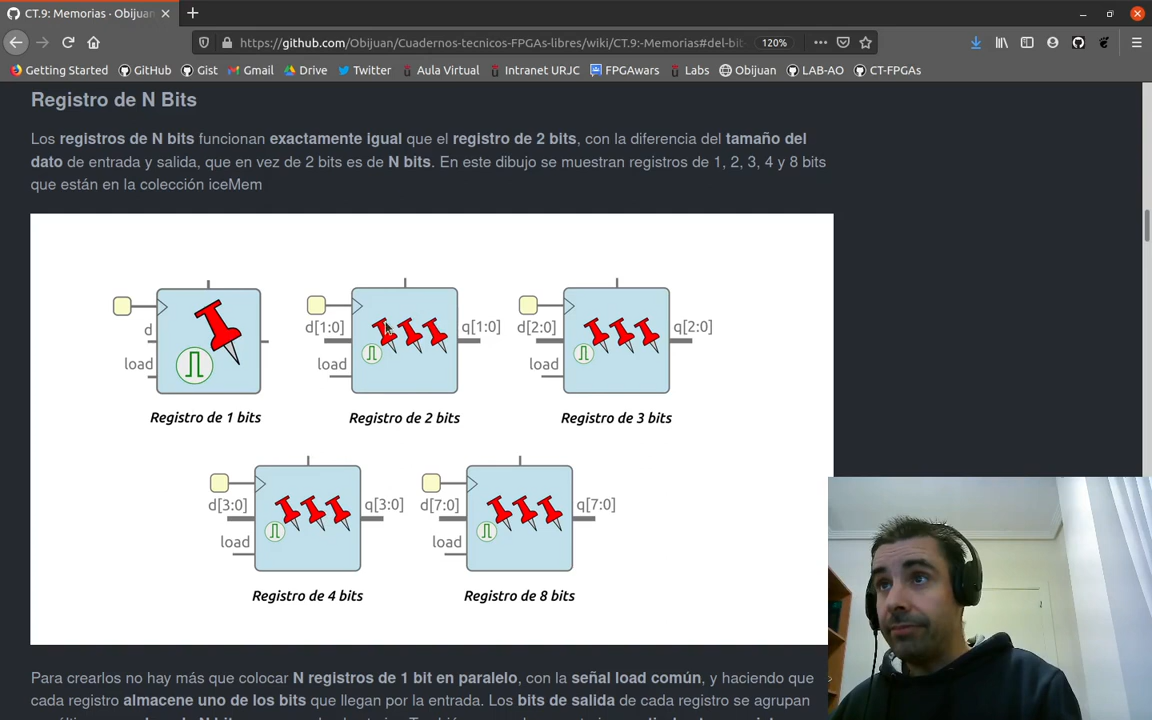 CT.9: Memorias · Obijuan
https://github.com/Obijuan/Cuadernos-tecnicos-FPGAs-libres/wiki/CT.9:-Memorias#del-bit-
120%
Getting Started GitHub Gist Gmail Drive Twitter Aula Virtual Intranet URJC FPGAwars Labs Obijuan LAB-AO CT-FPGAs
Registro de N Bits
Los registros de N bits funcionan exactamente igual que el registro de 2 bits, con la diferencia del tamaño del
dato de entrada y salida, que en vez de 2 bits es de N bits. En este dibujo se muestran registros de 1, 2, 3, 4 y 8 bits
que están en la colección iceMem
d
load
Registro de 1 bits
d[1:0]
q[1:0]
load
Registro de 2 bits
d[2:0]
q[2:0]
load
Registro de 3 bits
d[3:0]
q[3:0]
load
Registro de 4 bits
d[7:0]
q[7:0]
load
Registro de 8 bits
Para crearlos no hay más que colocar N registros de 1 bit en paralelo, con la señal load común, y haciendo que
cada registro almacene uno de los bits que llegan por la entrada. Los bits de salida de cada registro se agrupan